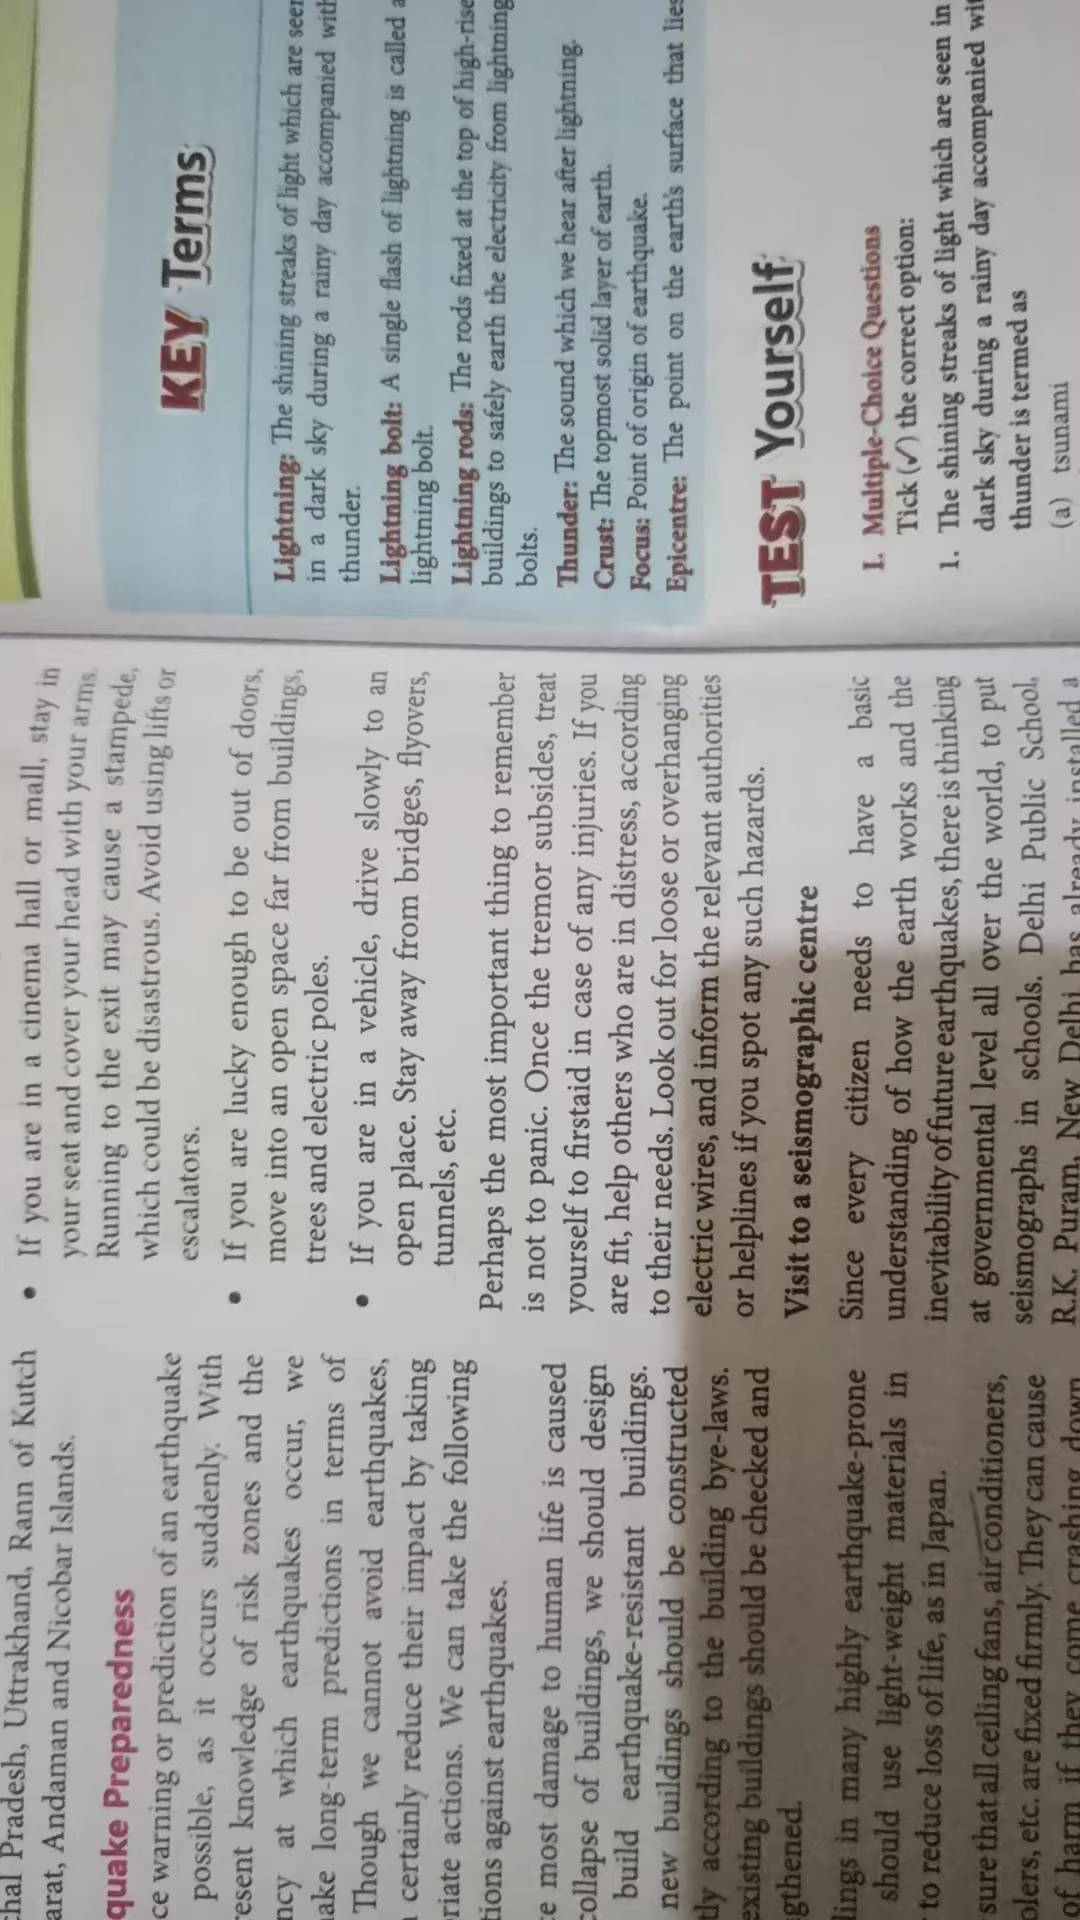 hal Pradesh, Uttrakhand, Rann of Kutch
arat, Andaman and Nicobar Islands.
quake Preparedness
ce warning or prediction of an earthquake
possible, as it occurs suddenly. With
resent knowledge of risk zones and the
ncy at which earthquakes occur, we
ake long-term predictions in terms of
Though we cannot avoid earthquakes,
certainly reduce their impact by taking
riate actions. We can take the following
tions against earthquakes.
e most damage to human life is caused
collapse of buildings, we should design
build earthquake-resistant buildings.
new buildings should be constructed
tly according to the building bye-laws.
existing buildings should be checked and
gthened.
lings in many highly earthquake-prone
should use light-weight materials in
to reduce loss of life, as in Japan.
sure that all ceiling fans, air conditioners,
olers, etc. are fixed firmly. They can cause
of harm if they come crashing down
• If you are in a cinema hall or mall, stay in
your seat and cover your head with your arms.
Running to the exit may cause a stampede,
which could be disastrous. Avoid using lifts or
escalators.
• If you are lucky enough to be out of doors,
move into an open space far from buildings,
trees and electric poles.
• If you are in a vehicle, drive slowly to an
open place. Stay away from bridges, flyovers,
tunnels, etc.
Perhaps the most important thing to remember
is not to panic. Once the tremor subsides, treat
yourself to firstaid in case of any injuries. If you
are fit, help others who are in distress, according
to their needs. Look out for loose or overhanging
electric wires, and inform the relevant authorities
or helplines if you spot any such hazards.
Visit to a seismographic centre
Since every citizen needs to have a basic
understanding of how the earth works and the
inevitability of future earthquakes, there is thinking
at governmental level all over the world, to put
seismographs in schools. Delhi Public School,
R.K. Puram, New Delhi has already installed a
KEY Terms
Lightning: The shining streaks of light which are seen
in a dark sky during a rainy day accompanied with
thunder.
Lightning bolt: A single flash of lightning is called a
lightning bolt.
Lightning rods: The rods fixed at the top of high-rise
buildings to safely earth the electricity from lightning
bolts.
Thunder: The sound which we hear after lightning.
Crust: The topmost solid layer of earth.
Focus: Point of origin of earthquake.
Epicentre: The point on the earth's surface that lies
TEST Yourself
I. Multiple-Choice Questions
Tick (✓) the correct option:
1. The shining streaks of light which are seen in
dark sky during a rainy day accompanied wit
thunder is termed as
(a) tsunami